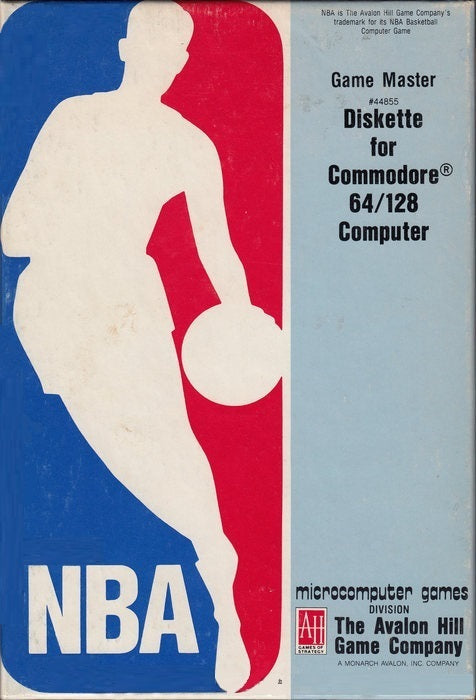 NBA is The Avalon Hill Game Company's
trademark for its NBA Basketball
Computer Game
Game Master
#44855
Diskette
for
Commodore®
64/128
Computer
NBA
microcomputer games
DIVISION
AH
GAMES OF
STRATEGY
The Avalon Hill
Game Company
A MONARCH AVALON, INC. COMPANY